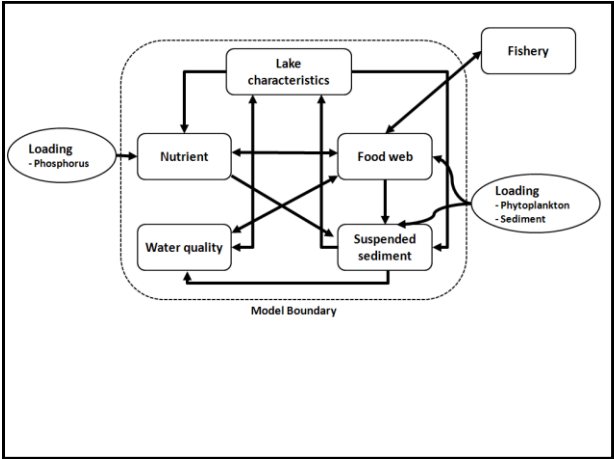 Lake
characteristics
Fishery
Loading
- Phosphorus
Nutrient
Food web
Loading
- Phytoplankton
- Sediment
Water quality
Suspended
sediment
Model Boundary